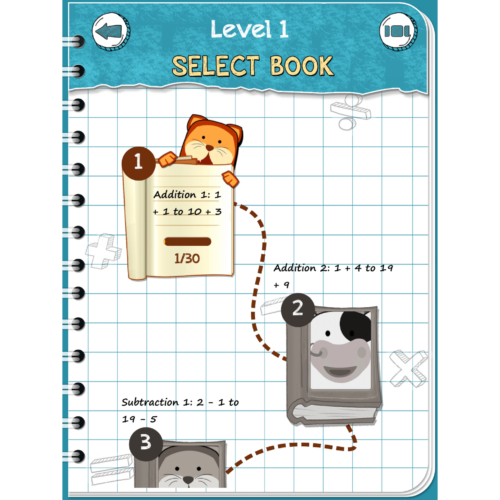 Level 1
SELECT BOOK
1
Addition 1: 1
+ 1 to 10 + 3
1/30
Addition 2: 1 + 4 to 19
+ 9
2
Subtraction 1: 2 - 1 to
19 - 5
3